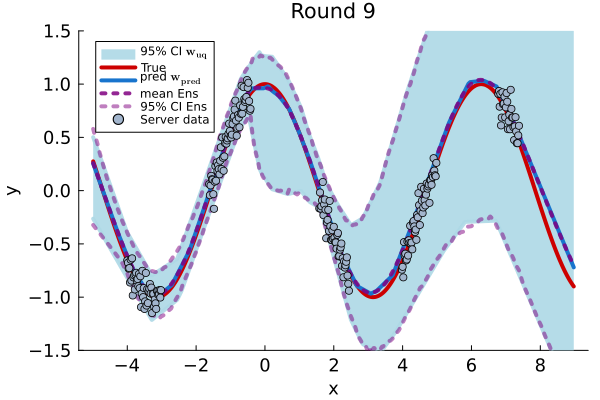 Round 9
1.5
1.0
0.5
0.0
−0.5
−1.0
−1.5
y
95% CI w_uq
True
pred w_pred
mean Ens
95% CI Ens
Server data
−4 −2 0 2 4 6 8
x